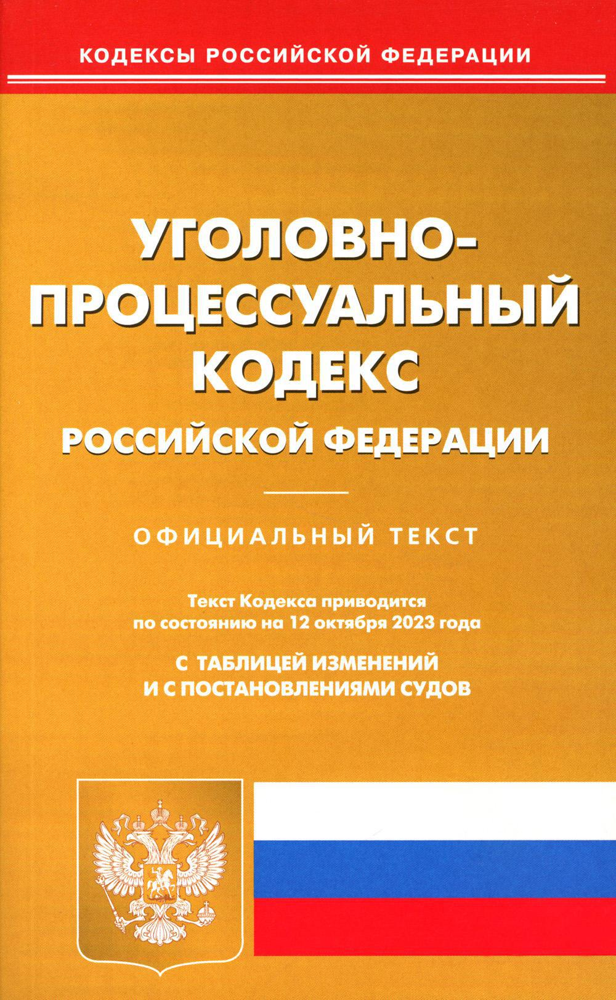 КОДЕКСЫ РОССИЙСКОЙ ФЕДЕРАЦИИ
УГОЛОВНО-
ПРОЦЕССУАЛЬНЫЙ
КОДЕКС
РОССИЙСКОЙ ФЕДЕРАЦИИ
ОФИЦИАЛЬНЫЙ ТЕКСТ
Текст Кодекса приводится
по состоянию на 12 октября 2023 года
С ТАБЛИЦЕЙ ИЗМЕНЕНИЙ
И С ПОСТАНОВЛЕНИЯМИ СУДОВ